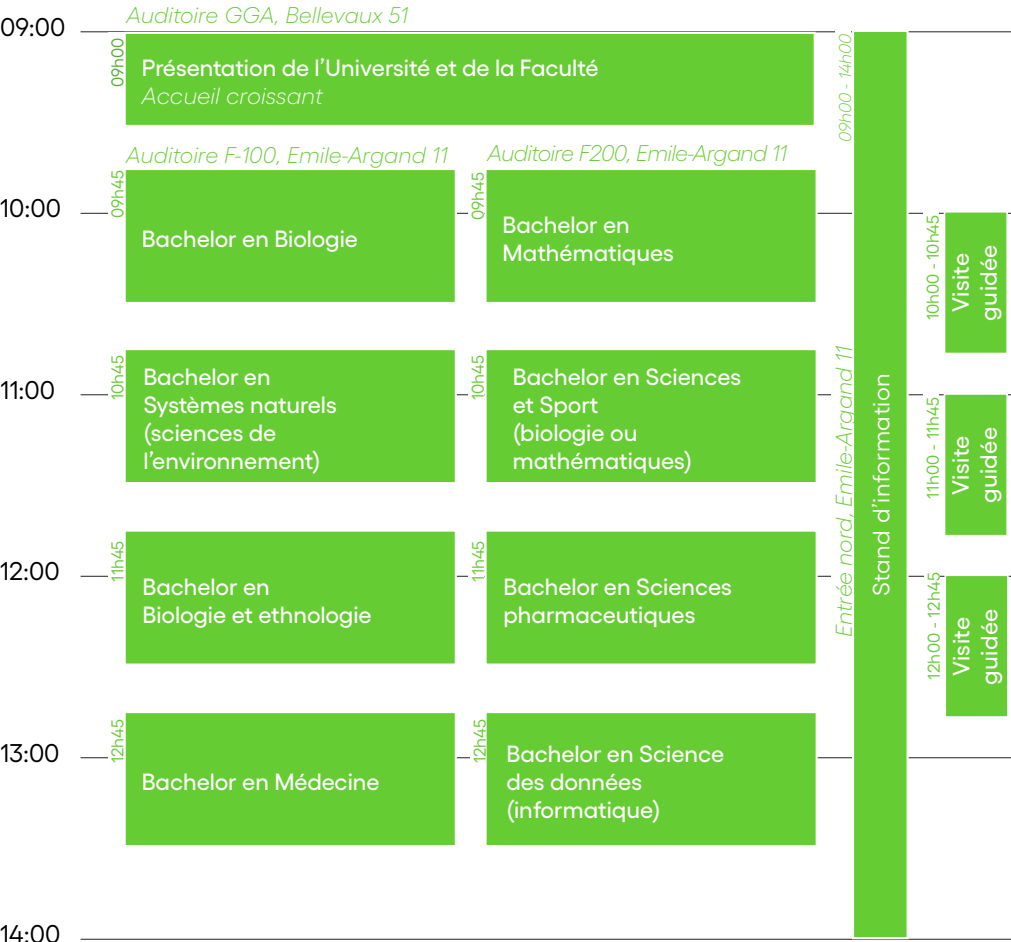 09:00
Auditoire GGA, Bellevaux 51
09h00
Présentation de l'Université et de la Faculté
Accueil croissant
Auditoire F-100, Emile-Argand 11
Auditoire F200, Emile-Argand 11
10:00
09h45
Bachelor en Biologie
09h45
Bachelor en
Mathématiques
11:00
10h45
Bachelor en
Systèmes naturels
(sciences de
l'environnement)
10h45
Bachelor en Sciences
et Sport
(biologie ou
mathématiques)
12:00
11h45
Bachelor en
Biologie et ethnologie
11h45
Bachelor en Sciences
pharmaceutiques
13:00
12h45
Bachelor en Médecine
12h45
Bachelor en Science
des données
(informatique)
14:00
09h00 - 14h00
Entrée nord, Emile-Argand 11
Stand d'information
10h00 - 10h45
Visite
guidée
11h00 - 11h45
Visite
guidée
12h00 - 12h45
Visite
guidée